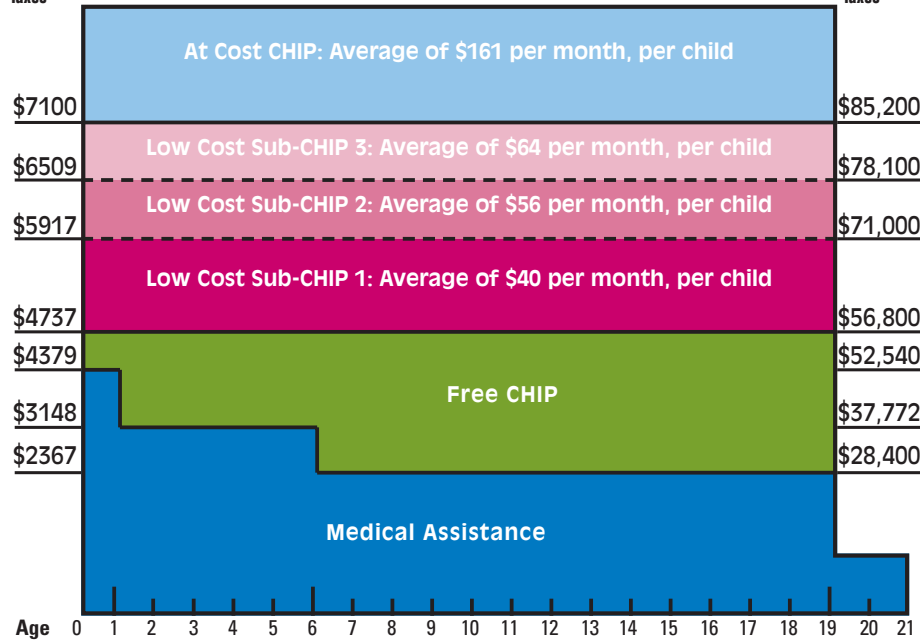 At Cost CHIP: Average of $161 per month, per child
$7100 $85,200
Low Cost Sub-CHIP 3: Average of $64 per month, per child
$6509 $78,100
Low Cost Sub-CHIP 2: Average of $56 per month, per child
$5917 $71,000
Low Cost Sub-CHIP 1: Average of $40 per month, per child
$4737 $56,800
$4379 $52,540
Free CHIP
$3148 $37,772
$2367 $28,400
Medical Assistance
Age 0 1 2 3 4 5 6 7 8 9 10 11 12 13 14 15 16 17 18 19 20 21